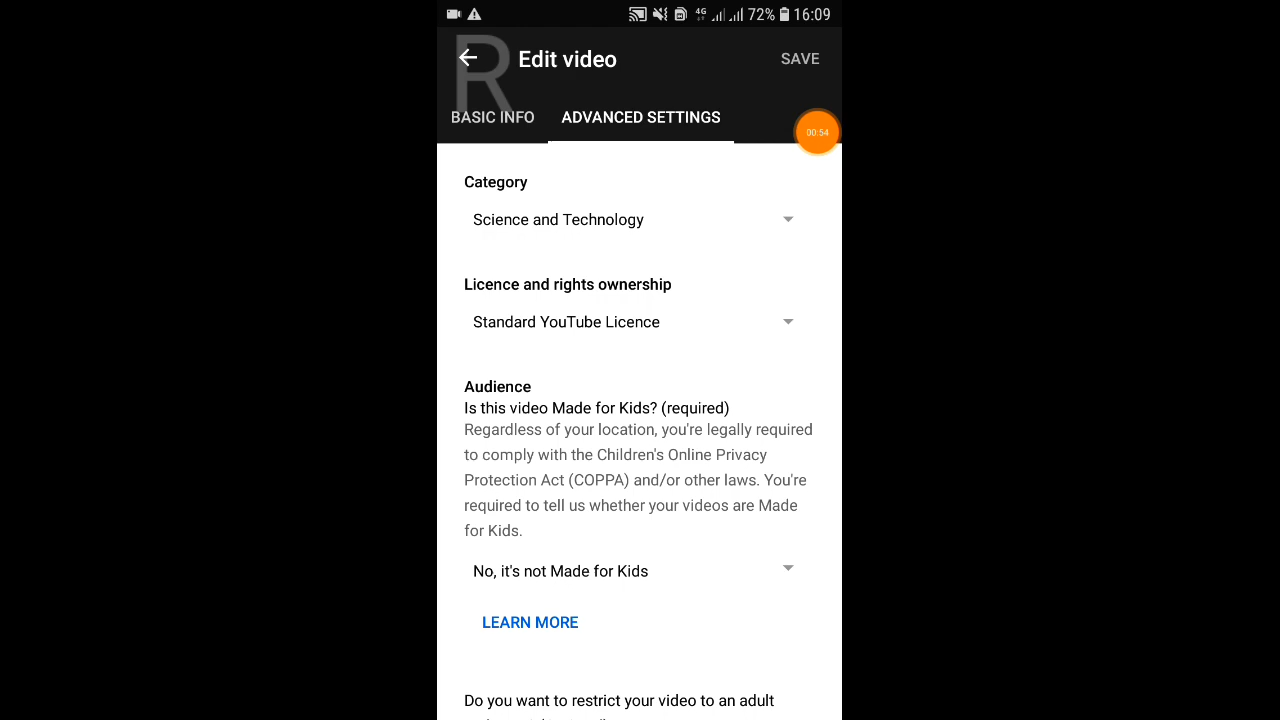 4G 72% 16:09
R
Edit video SAVE
BASIC INFO ADVANCED SETTINGS
00:54
Category
Science and Technology
Licence and rights ownership
Standard YouTube Licence
Audience
Is this video Made for Kids? (required)
Regardless of your location, you're legally required
to comply with the Children's Online Privacy
Protection Act (COPPA) and/or other laws. You're
required to tell us whether your videos are Made
for Kids.
No, it's not Made for Kids
LEARN MORE
Do you want to restrict your video to an adult